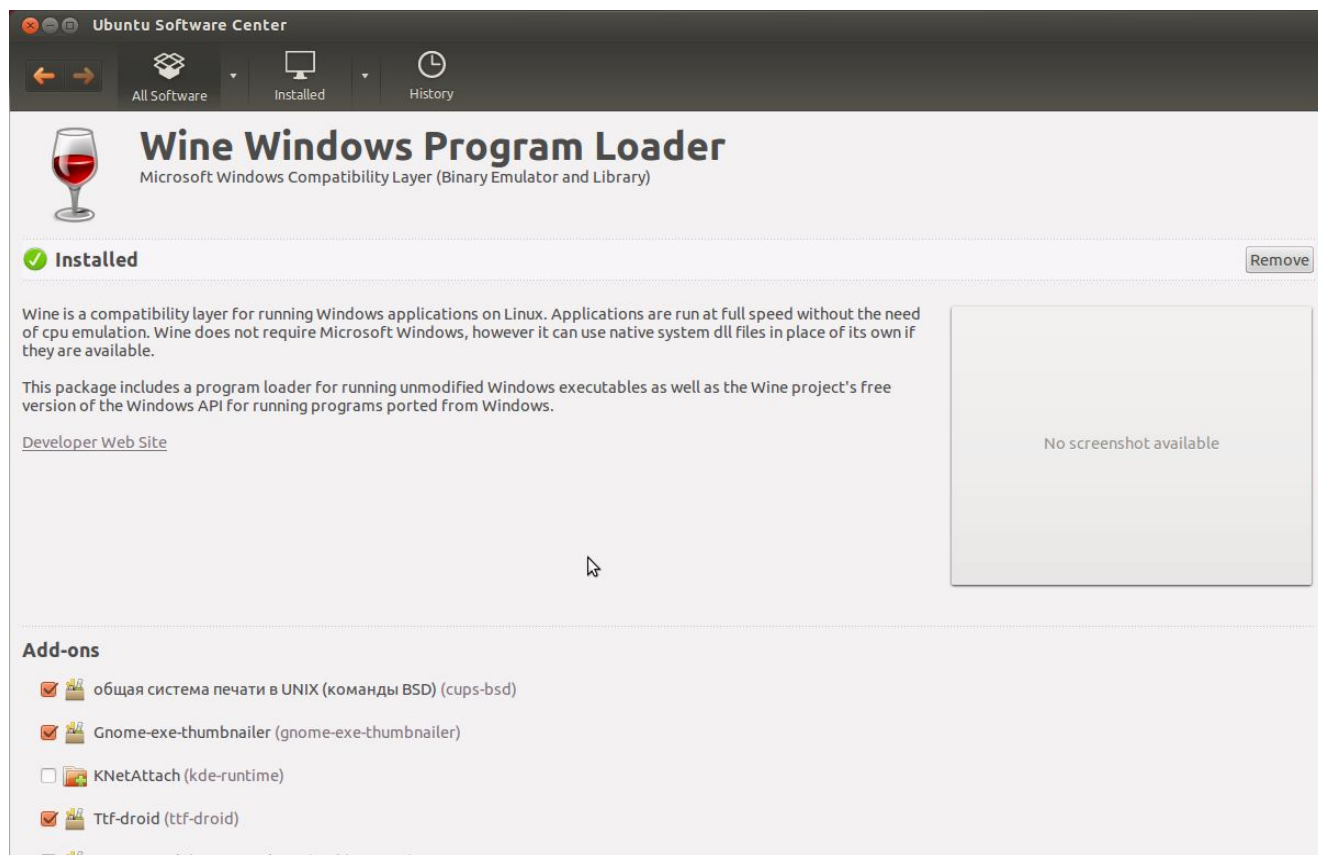 Ubuntu Software Center
All Software
Installed
History
Wine Windows Program Loader
Microsoft Windows Compatibility Layer (Binary Emulator and Library)
Installed
Remove
Wine is a compatibility layer for running Windows applications on Linux. Applications are run at full speed without the need
of cpu emulation. Wine does not require Microsoft Windows, however it can use native system dll files in place of its own if
they are available.
This package includes a program loader for running unmodified Windows executables as well as the Wine project's free
version of the Windows API for running programs ported from Windows.
Developer Web Site
No screenshot available
Add-ons
общая система печати в UNIX (команды BSD) (cups-bsd)
Gnome-exe-thumbnailer (gnome-exe-thumbnailer)
KNetAttach (kde-runtime)
Ttf-droid (ttf-droid)